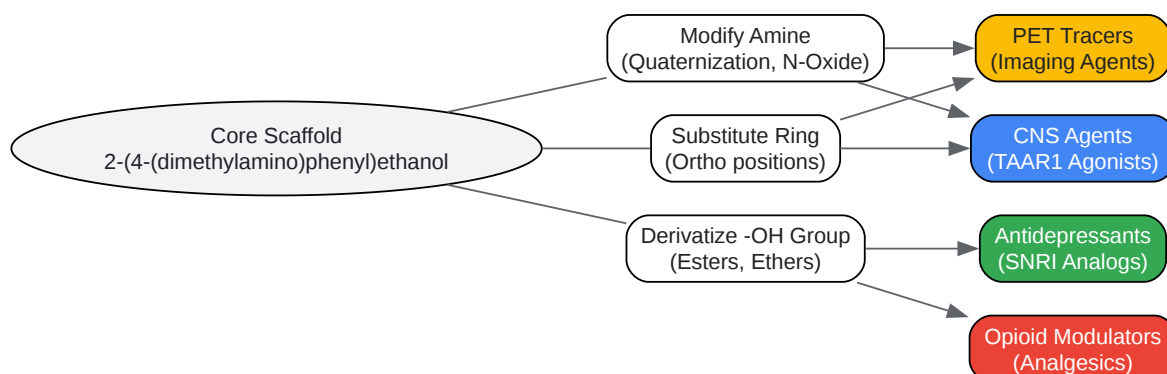 Core Scaffold
2-(4-(dimethylamino)phenyl)ethanol
Modify Amine
(Quaternization, N-Oxide)
Substitute Ring
(Ortho positions)
Derivatize -OH Group
(Esters, Ethers)
PET Tracers
(Imaging Agents)
CNS Agents
(TAAR1 Agonists)
Antidepressants
(SNRI Analogs)
Opioid Modulators
(Analgesics)